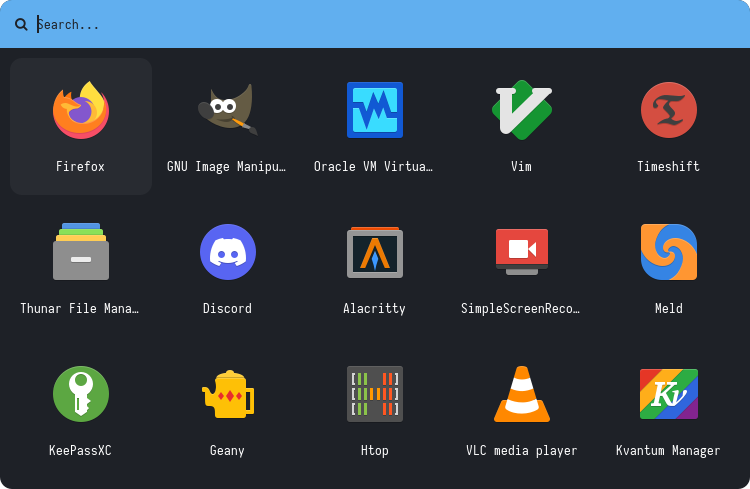 Search...
Firefox
GNU Image Manipu…
Oracle VM Virtua…
Vim
Timeshift
Thunar File Mana…
Discord
Alacritty
SimpleScreenReco…
Meld
KeePassXC
Geany
Htop
VLC media player
Kv
Kvantum Manager